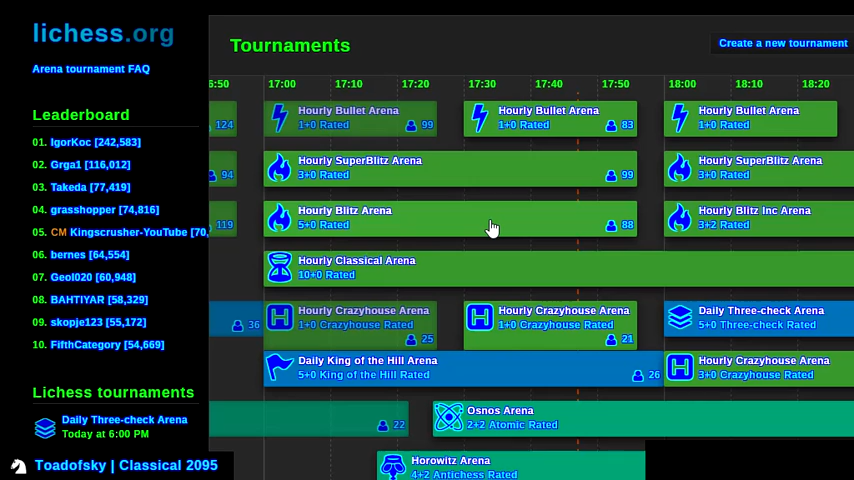 lichess.org
Tournaments
Create a new tournament
Arena tournament FAQ
6:50 17:00 17:10 17:20 17:30 17:40 17:50 18:00 18:10 18:20
Leaderboard
01. IgorKoc [242,583]
02. Grga1 [116,012]
03. Takeda [77,419]
04. grasshopper [74,816]
05. CM Kingscrusher-YouTube [70,
06. bernes [64,554]
07. Geol020 [60,948]
08. BAHTIYAR [58,329]
09. skopje123 [55,172]
10. FifthCategory [54,669]
Lichess tournaments
Daily Three-check Arena
Today at 6:00 PM
Toadofsky | Classical 2095
124
Hourly Bullet Arena
1+0 Rated 99
Hourly Bullet Arena
1+0 Rated 83
Hourly Bullet Arena
1+0 Rated
94
Hourly SuperBlitz Arena
3+0 Rated 99
Hourly SuperBlitz Arena
3+0 Rated
119
Hourly Blitz Arena
5+0 Rated 88
Hourly Blitz Inc Arena
3+2 Rated
Hourly Classical Arena
10+0 Rated
36
Hourly Crazyhouse Arena
1+0 Crazyhouse Rated
25
Hourly Crazyhouse Arena
1+0 Crazyhouse Rated
21
Daily Three-check Arena
5+0 Three-check Rated
Daily King of the Hill Arena
5+0 King of the Hill Rated 26
Hourly Crazyhouse Arena
3+0 Crazyhouse Rated
22
Osnos Arena
2+2 Atomic Rated
Horowitz Arena
4+2 Antichess Rated